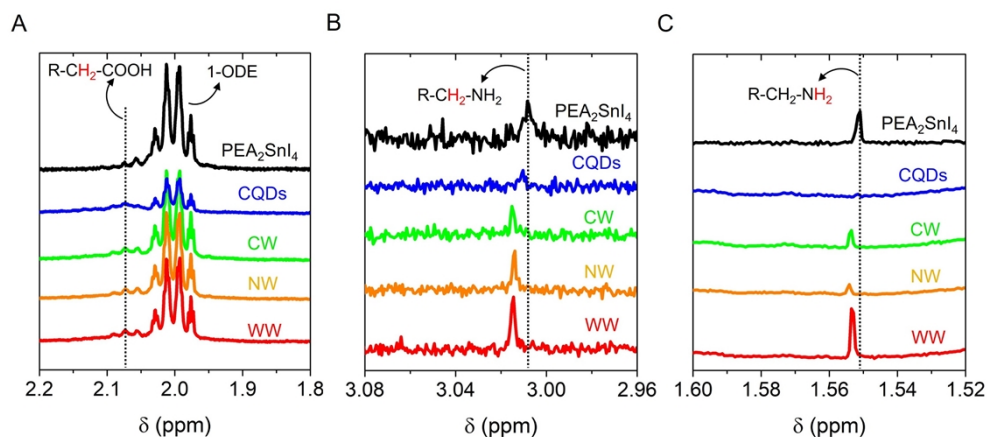 A
R-CH2-COOH
1-ODE
PEA2SnI4
CQDs
CW
NW
WW
2.2 2.1 2.0 1.9 1.8
δ (ppm)
B
R-CH2-NH2
PEA2SnI4
CQDs
CW
NW
WW
3.08 3.04 3.00 2.96
δ (ppm)
C
R-CH2-NH2
PEA2SnI4
CQDs
CW
NW
WW
1.60 1.58 1.56 1.54 1.52
δ (ppm)